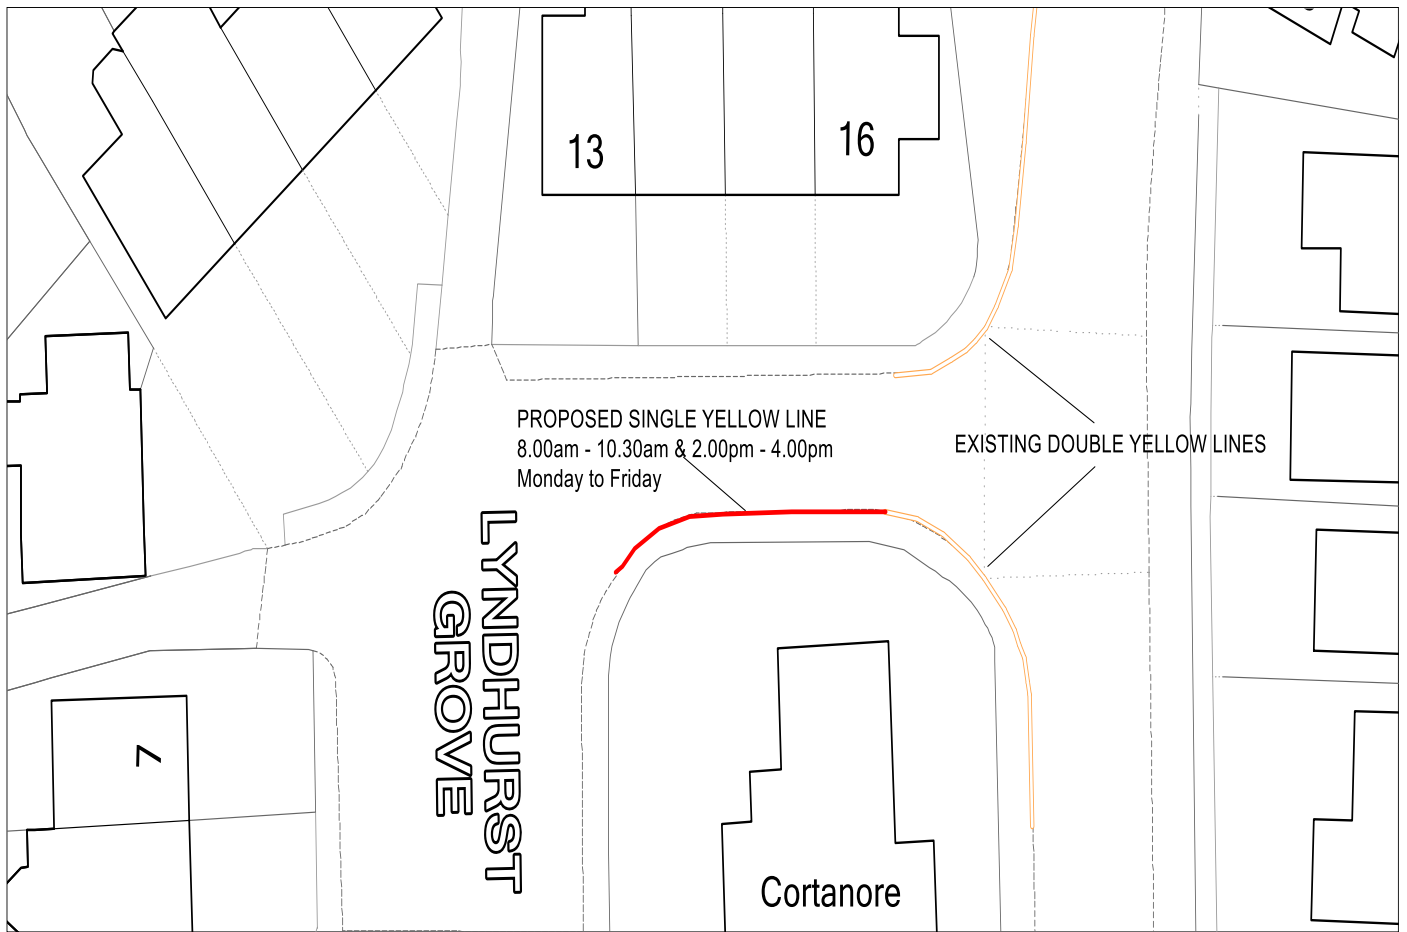 13
16
PROPOSED SINGLE YELLOW LINE
8.00am - 10.30am & 2.00pm - 4.00pm
Monday to Friday
EXISTING DOUBLE YELLOW LINES
LYNDHURST
GROVE
7
Cortanore